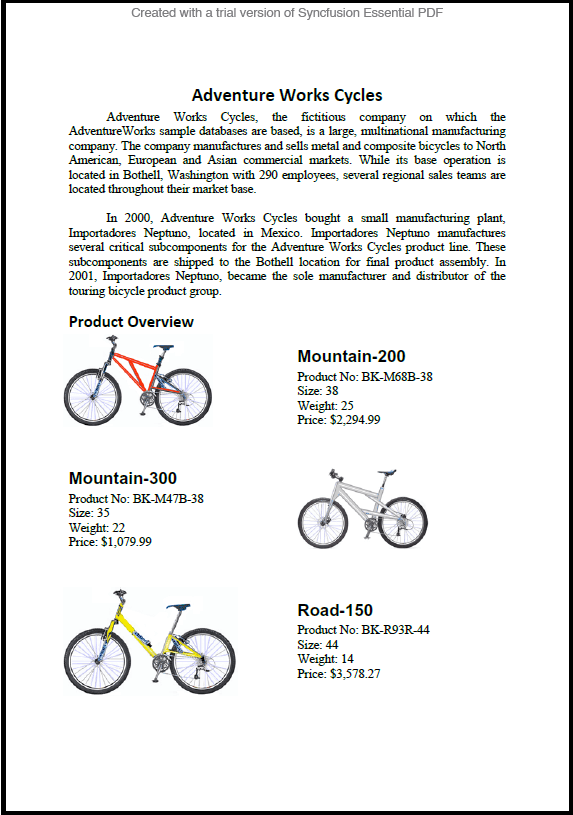 Created with a trial version of Syncfusion Essential PDF
Adventure Works Cycles
Adventure Works Cycles, the fictitious company on which the
AdventureWorks sample databases are based, is a large, multinational manufacturing
company. The company manufactures and sells metal and composite bicycles to North
American, European and Asian commercial markets. While its base operation is
located in Bothell, Washington with 290 employees, several regional sales teams are
located throughout their market base.
In 2000, Adventure Works Cycles bought a small manufacturing plant,
Importadores Neptuno, located in Mexico. Importadores Neptuno manufactures
several critical subcomponents for the Adventure Works Cycles product line. These
subcomponents are shipped to the Bothell location for final product assembly. In
2001, Importadores Neptuno, became the sole manufacturer and distributor of the
touring bicycle product group.
Product Overview
Mountain-200
Product No: BK-M68B-38
Size: 38
Weight: 25
Price: $2,294.99
Mountain-300
Product No: BK-M47B-38
Size: 35
Weight: 22
Price: $1,079.99
Road-150
Product No: BK-R93R-44
Size: 44
Weight: 14
Price: $3,578.27